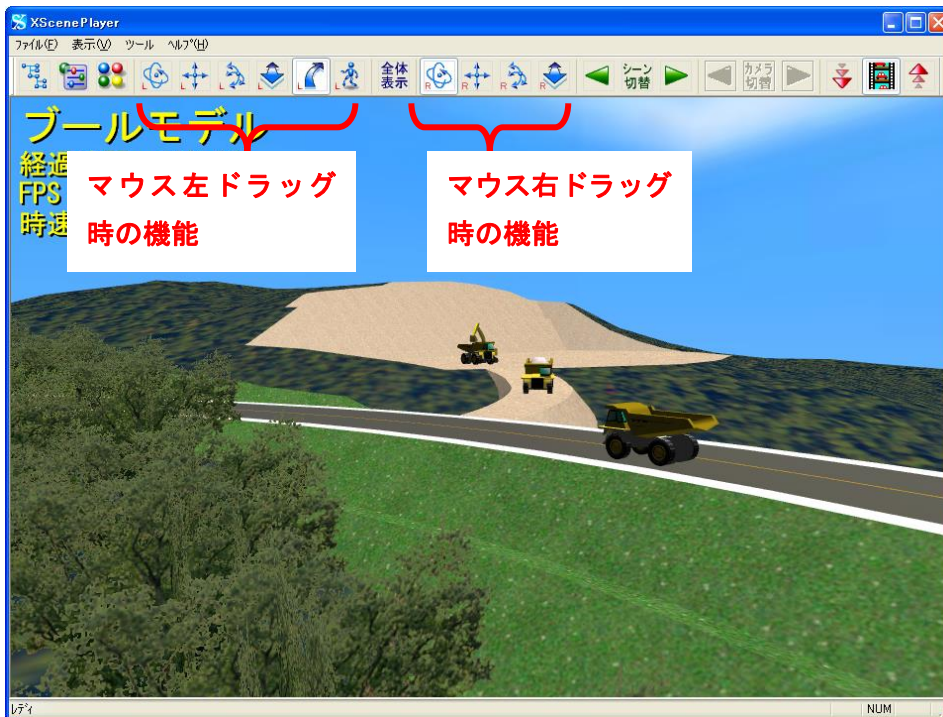 XScenePlayer
ファイル(F) 表示(V) ツール ヘルプ(H)
L L L L L L 全体表示 R R R R シーン切替 カメラ切替
ブールモデル
経過
FPS
時速
マウス左ドラッグ
時の機能
マウス右ドラッグ
時の機能
レディ NUM